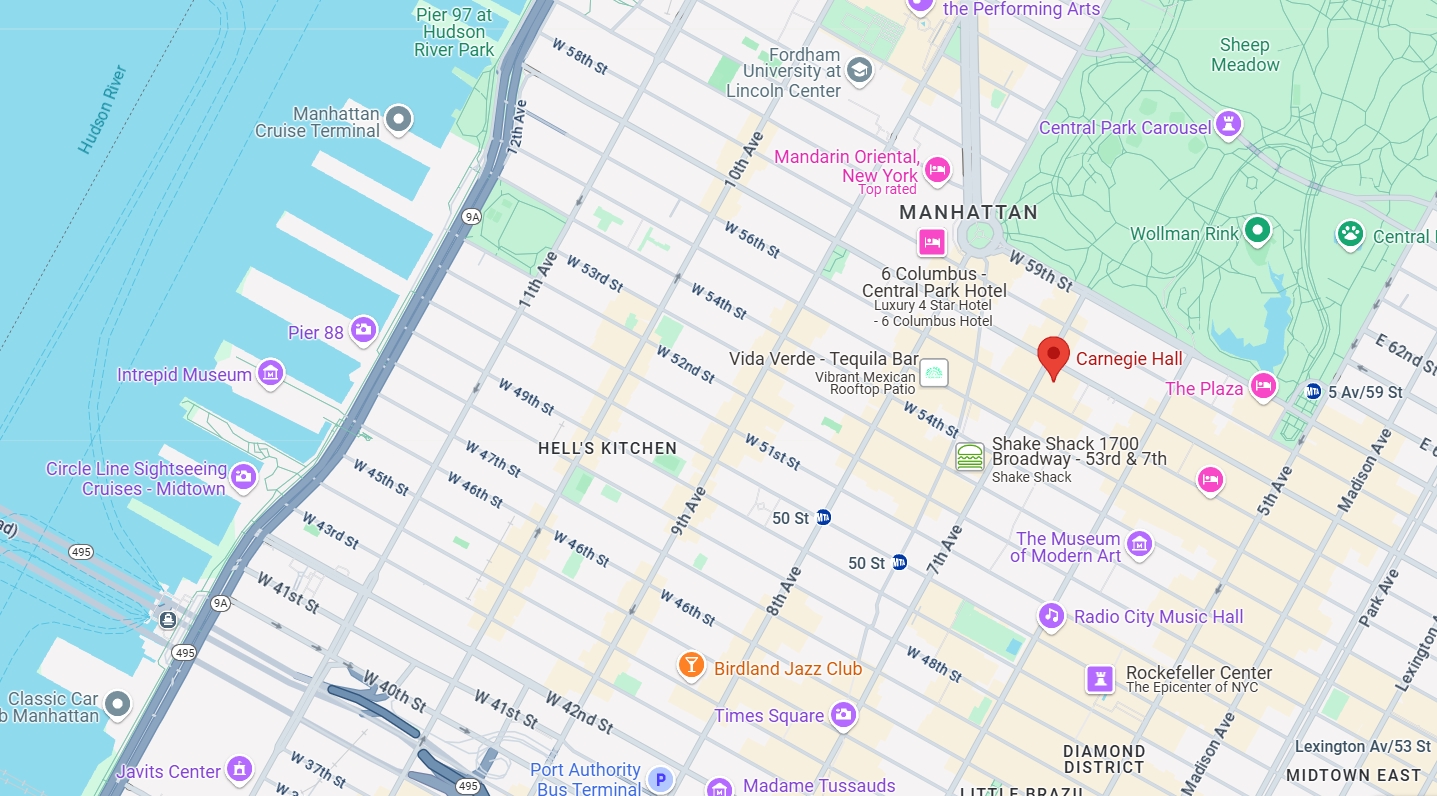 the Performing Arts
Pier 97 at
Hudson
River Park
W 58th St
Fordham
University at
Lincoln Center
Sheep
Meadow
Hudson River
Manhattan
Cruise Terminal
12th Ave
10th Ave
Central Park Carousel
Mandarin Oriental,
New York
Top rated
9A
MANHATTAN
W 56th St
Wollman Rink
Central
W 59th St
11th Ave
W 53rd St
6 Columbus -
Central Park Hotel
Luxury 4 Star Hotel
- 6 Columbus Hotel
W 54th St
Pier 88
E 62nd St
Intrepid Museum
W 52nd St
Vida Verde - Tequila Bar
Vibrant Mexican
Rooftop Patio
Carnegie Hall
The Plaza
MTA
5 Av/59 St
W 49th St
W 54th St
HELL'S KITCHEN
W 47th St
W 51st St
Shake Shack 1700
Broadway - 53rd & 7th
Shake Shack
Circle Line Sightseeing
Cruises - Midtown
W 45th St
W 46th St
5th Ave
Madison Ave
W 43rd St
9th Ave
50 St
MTA
495
W 46th St
50 St
MTA
7th Ave
The Museum
of Modern Art
W 41st St
9A
W 46th St
8th Ave
Park Ave
Radio City Music Hall
495
Birdland Jazz Club
W 48th St
Lexington A
Rockefeller Center
The Epicenter of NYC
Classic Car
b Manhattan
W 40th St
W 41st St
W 42nd St
Times Square
Madison Ave
DIAMOND
DISTRICT
Lexington Av/53 St
MIDTOWN EAST
Javits Center
W 37th St
495
Port Authority
Bus Terminal
P
Madame Tussauds
LITTLE BRAZIL